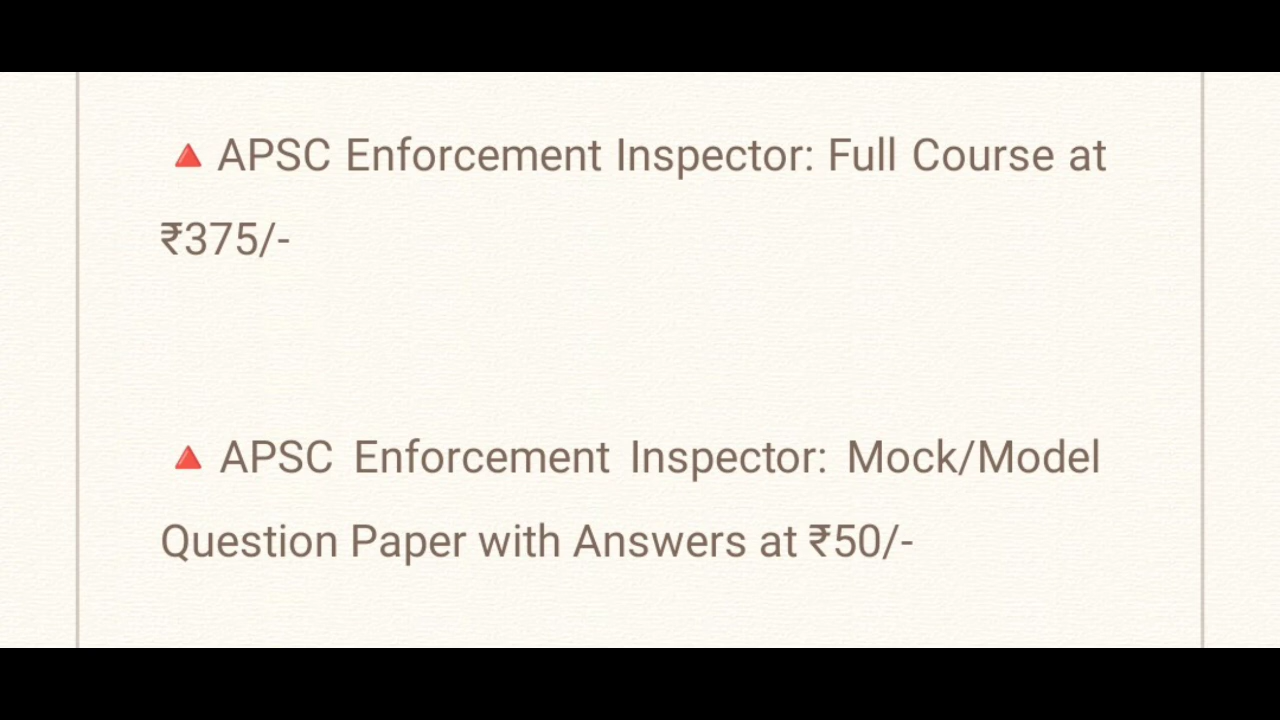 🔺APSC Enforcement Inspector: Full Course at
₹375/-
🔺APSC Enforcement Inspector: Mock/Model
Question Paper with Answers at ₹50/-